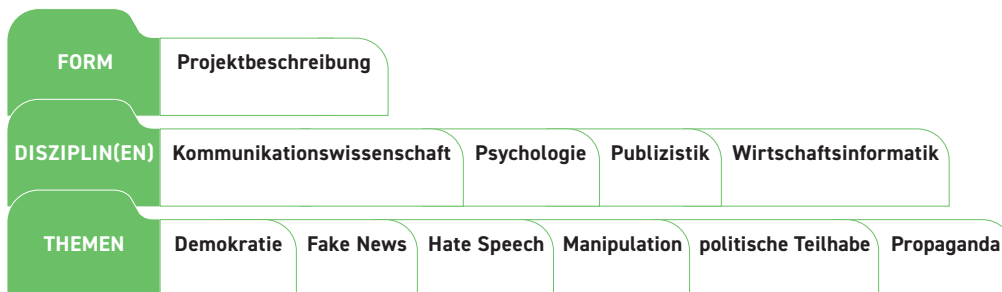 FORM Projektbeschreibung
DISZIPLIN(EN) Kommunikationswissenschaft Psychologie Publizistik Wirtschaftsinformatik
THEMEN Demokratie Fake News Hate Speech Manipulation politische Teilhabe Propaganda